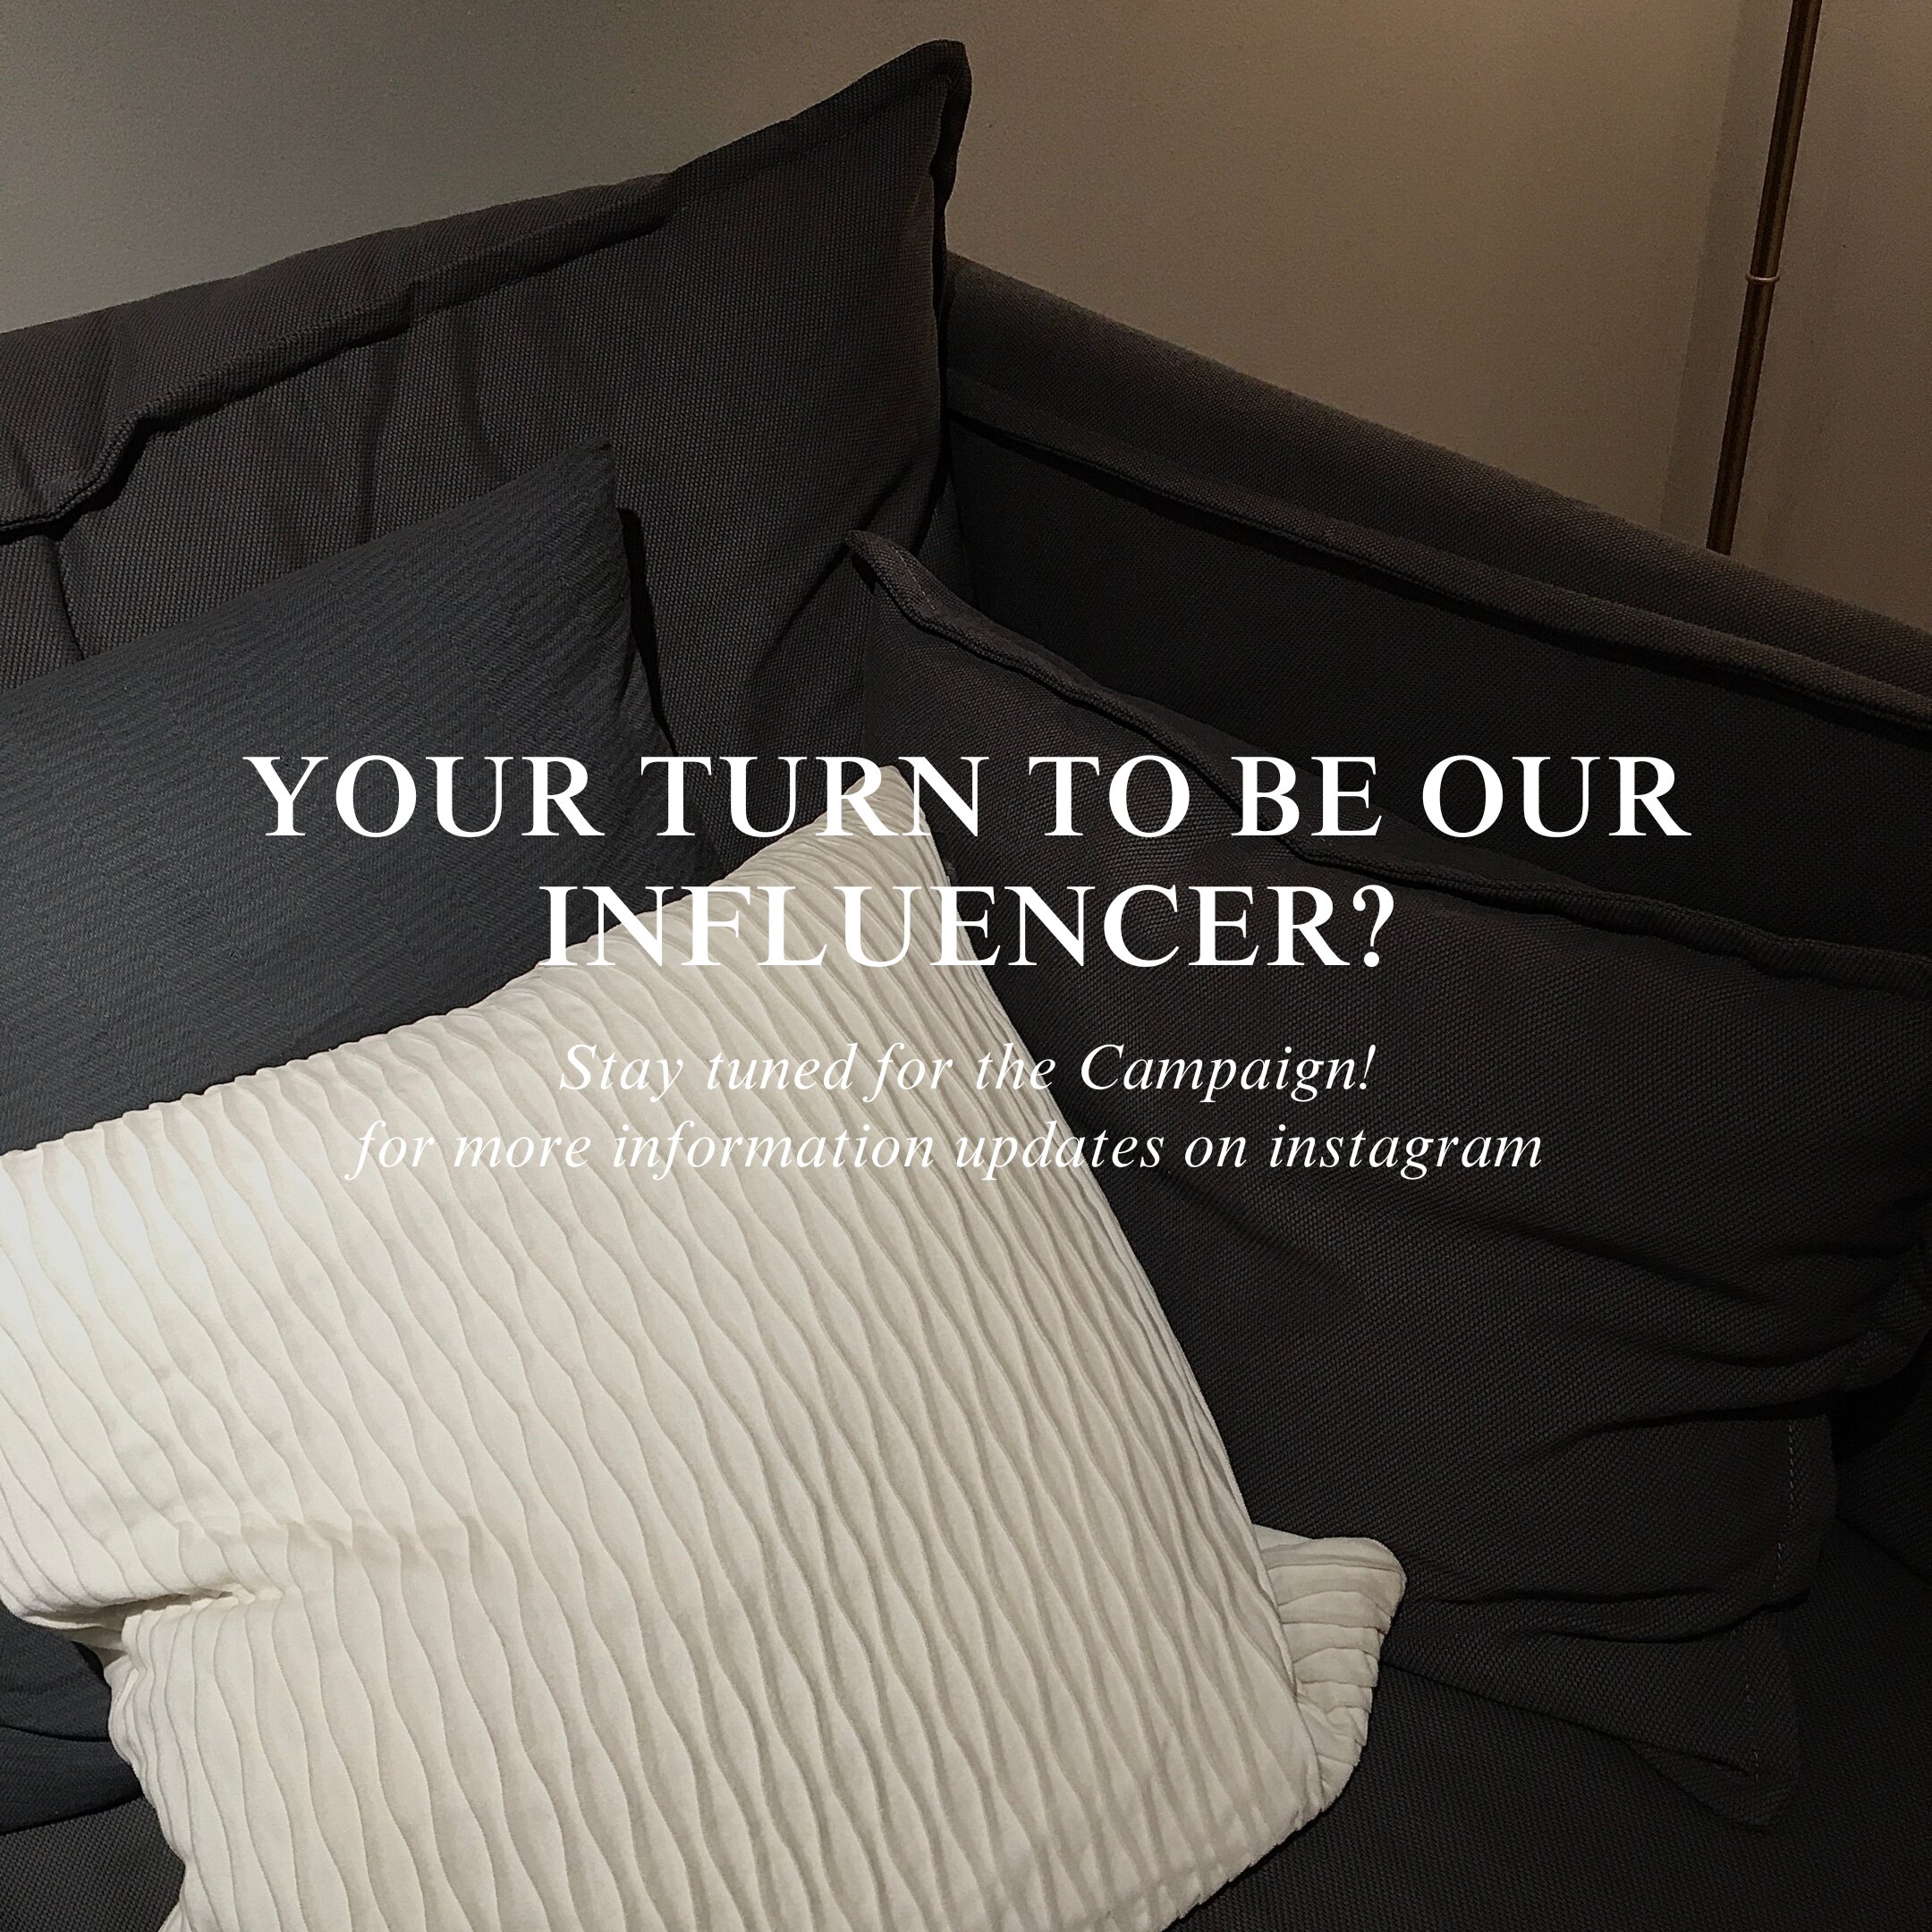 YOUR TURN TO BE OUR
INFLUENCER?
Stay tuned for the Campaign!
for more information updates on instagram